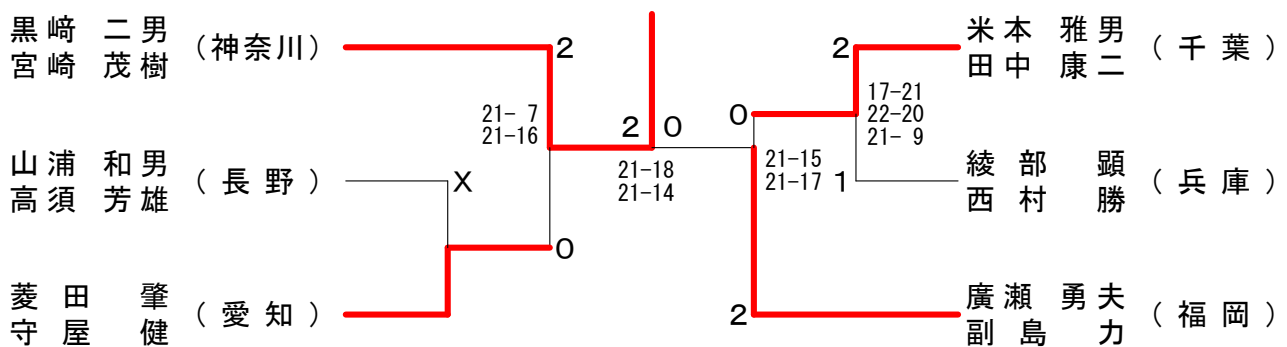 黒﨑 二男
宮崎 茂樹
(神奈川)
2
21- 7
21-16
山浦 和男
高須 芳雄
(長野)
X
0
菱田 肇
守屋 健
(愛知)
2 0
21-18
21-14
米本 雅男
田中 康二
(千葉)
2
17-21
22-20
21- 9
0
21-15
21-17
1
綾部 顕
西村 勝
(兵庫)
2
廣瀬 勇夫
副島 力
(福岡)